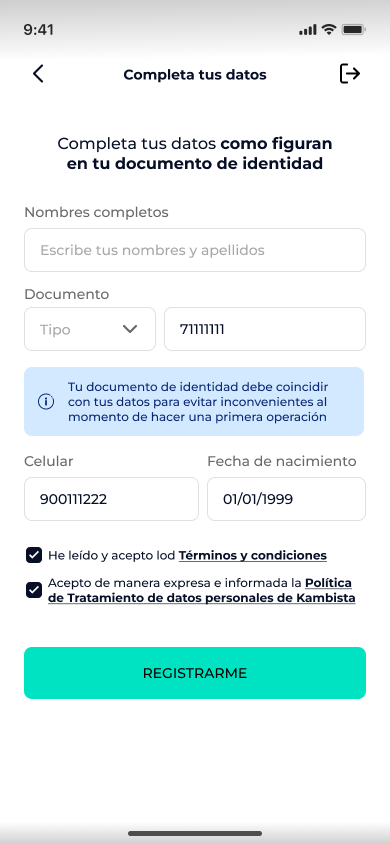 9:41
Completa tus datos
Completa tus datos como figuran
en tu documento de identidad
Nombres completos
Escribe tus nombres y apellidos
Documento
Tipo
71111111
Tu documento de identidad debe coincidir
con tus datos para evitar inconvenientes al
momento de hacer una primera operación
Celular
Fecha de nacimiento
900111222
01/01/1999
He leído y acepto lod Términos y condiciones
Acepto de manera expresa e informada la Política
de Tratamiento de datos personales de Kambista
REGISTRARME